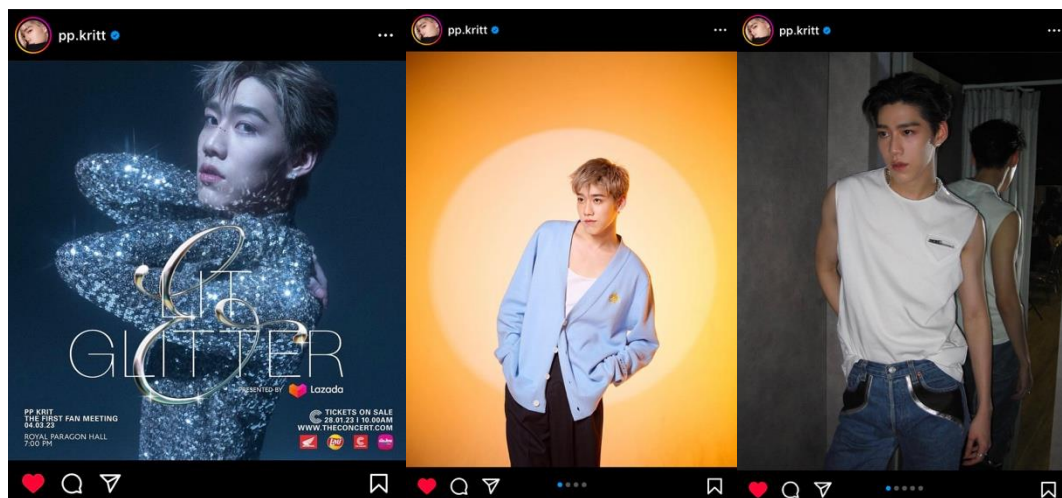 pp.kritt
LIT
&
GLITTER
PRESENTED BY Lazada
PP KRIT
THE FIRST FAN MEETING
04.03.23
ROYAL PARAGON HALL
7:00 PM
TICKETS ON SALE
28.01.23 | 10.00AM
WWW.THECONCERT.COM
Lay's
pp.kritt
pp.kritt